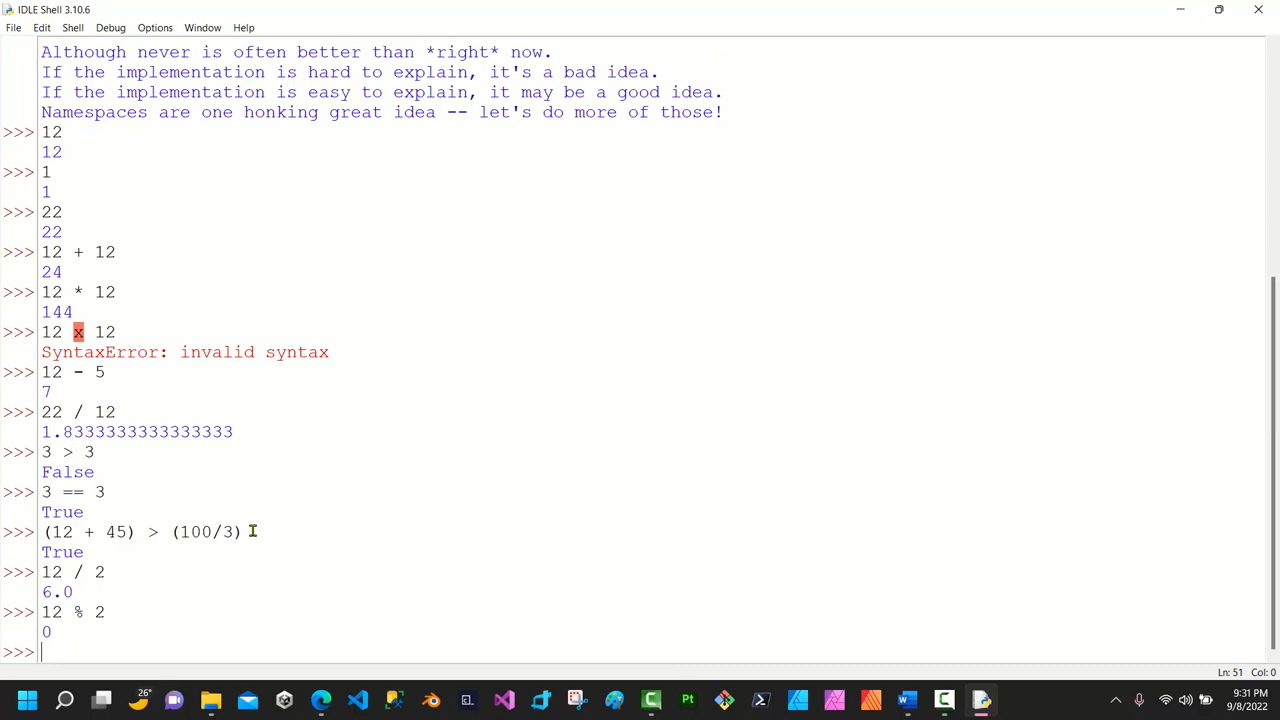 IDLE Shell 3.10.6
File Edit Shell Debug Options Window Help
Although never is often better than *right* now.
If the implementation is hard to explain, it's a bad idea.
If the implementation is easy to explain, it may be a good idea.
Namespaces are one honking great idea -- let's do more of those!
>>> 12
12
>>> 1
1
>>> 22
22
>>> 12 + 12
24
>>> 12 * 12
144
>>> 12 x 12
SyntaxError: invalid syntax
>>> 12 - 5
7
>>> 22 / 12
1.8333333333333333
>>> 3 > 3
False
>>> 3 == 3
True
>>> (12 + 45) > (100/3)
True
>>> 12 / 2
6.0
>>> 12 % 2
0
>>>
Ln: 51 Col: 0
26°
Pt
9:31 PM
9/8/2022